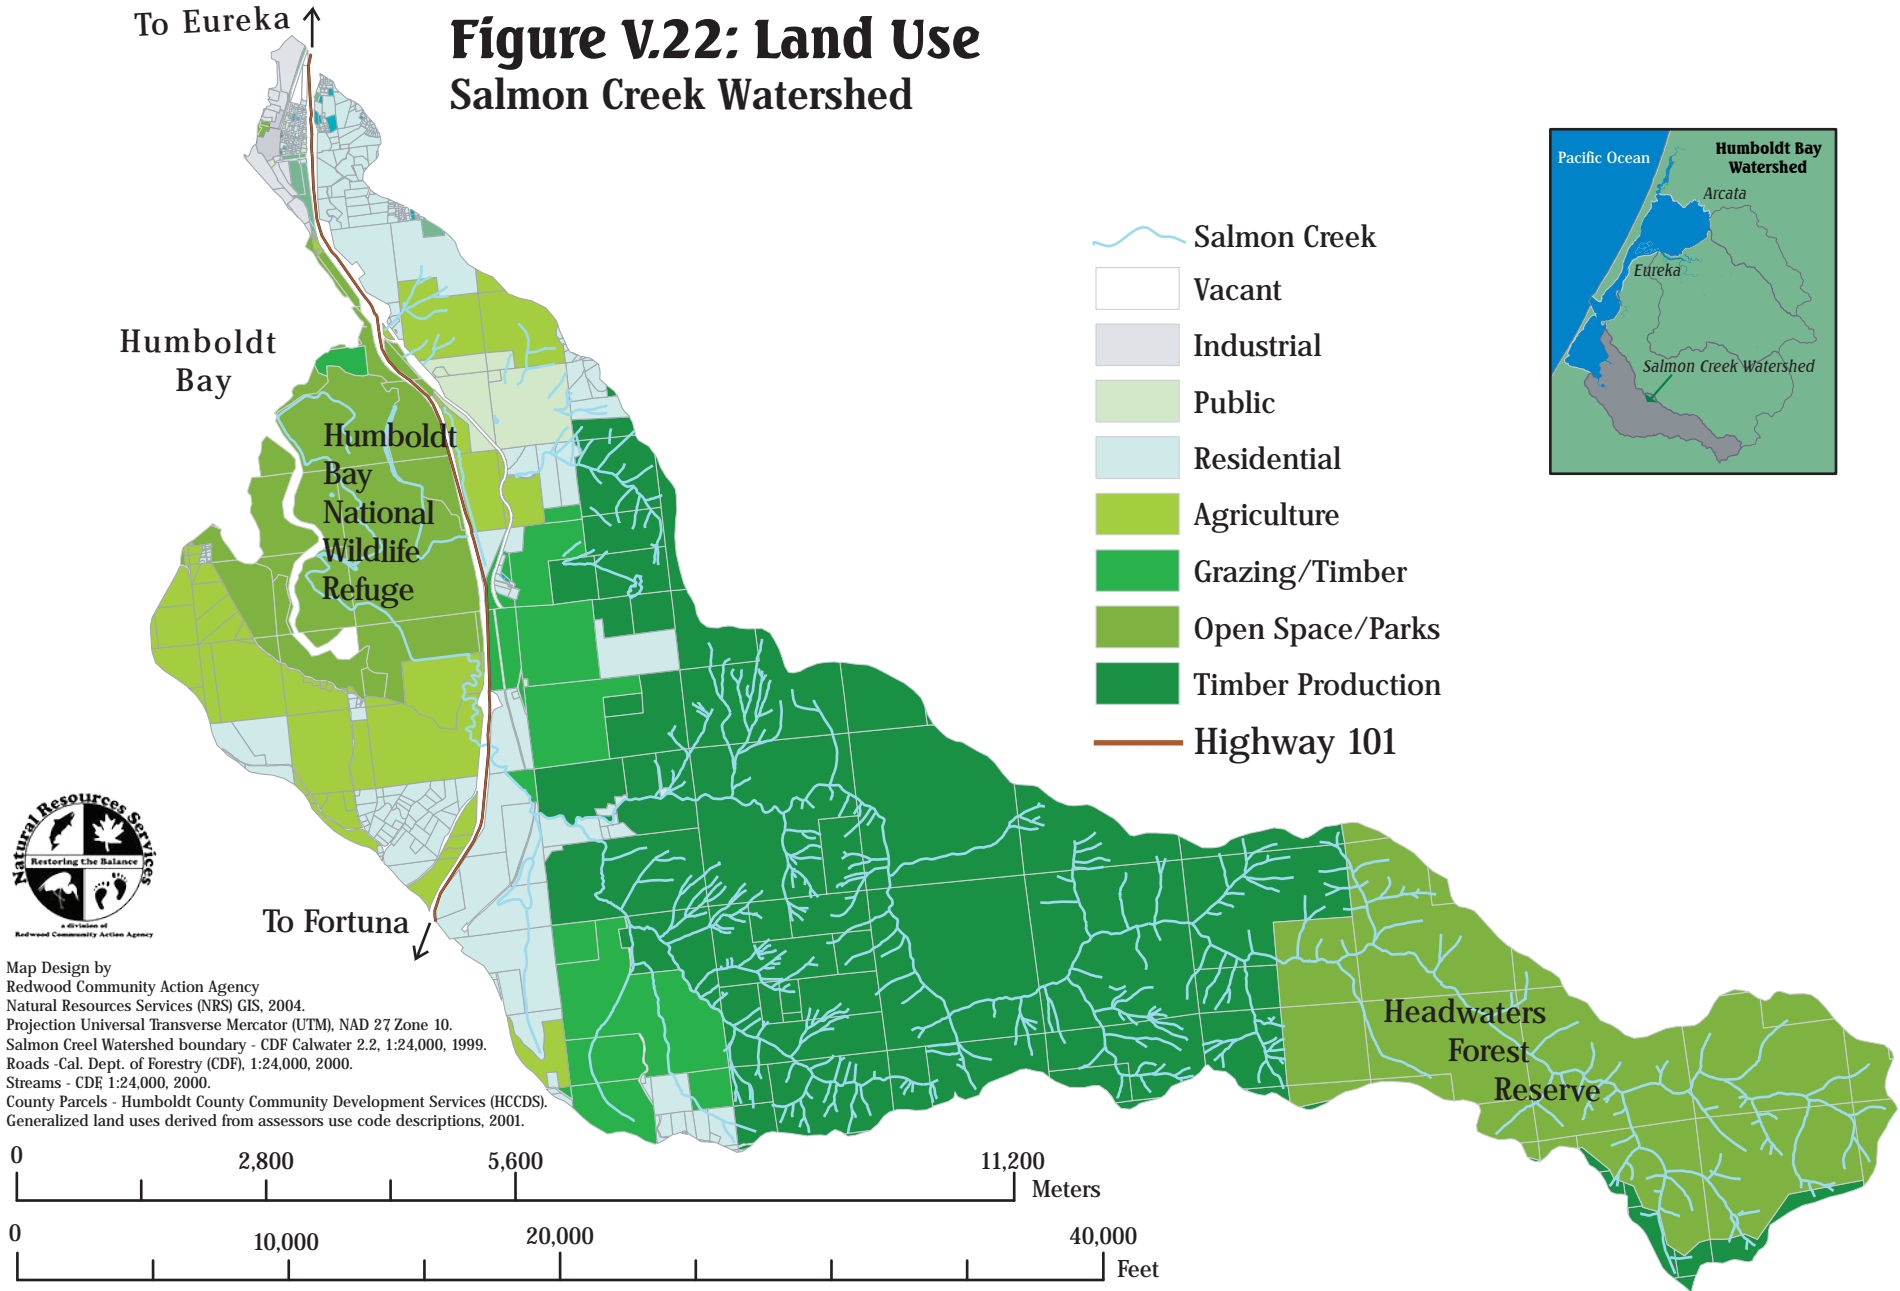 To Eureka
Figure V.22: Land Use
Salmon Creek Watershed
Pacific Ocean
Humboldt Bay
Watershed
Arcata
Eureka
Salmon Creek Watershed
Salmon Creek
Vacant
Industrial
Public
Residential
Agriculture
Grazing/Timber
Open Space/Parks
Timber Production
Highway 101
Humboldt
Bay
Humboldt
Bay
National
Wildlife
Refuge
Headwaters
Forest
Reserve
To Fortuna
Natural Resources Services
Restoring the Balance
a division of
Redwood Community Action Agency
Map Design by
Redwood Community Action Agency
Natural Resources Services (NRS) GIS, 2004.
Projection Universal Transverse Mercator (UTM), NAD 27, Zone 10.
Salmon Creel Watershed boundary - CDF Calwater 2.2, 1:24,000, 1999.
Roads -Cal. Dept. of Forestry (CDF), 1:24,000, 2000.
Streams - CDF, 1:24,000, 2000.
County Parcels - Humboldt County Community Development Services (HCCDS).
Generalized land uses derived from assessors use code descriptions, 2001.
0 2,800 5,600 11,200
Meters
0 10,000 20,000 40,000
Feet